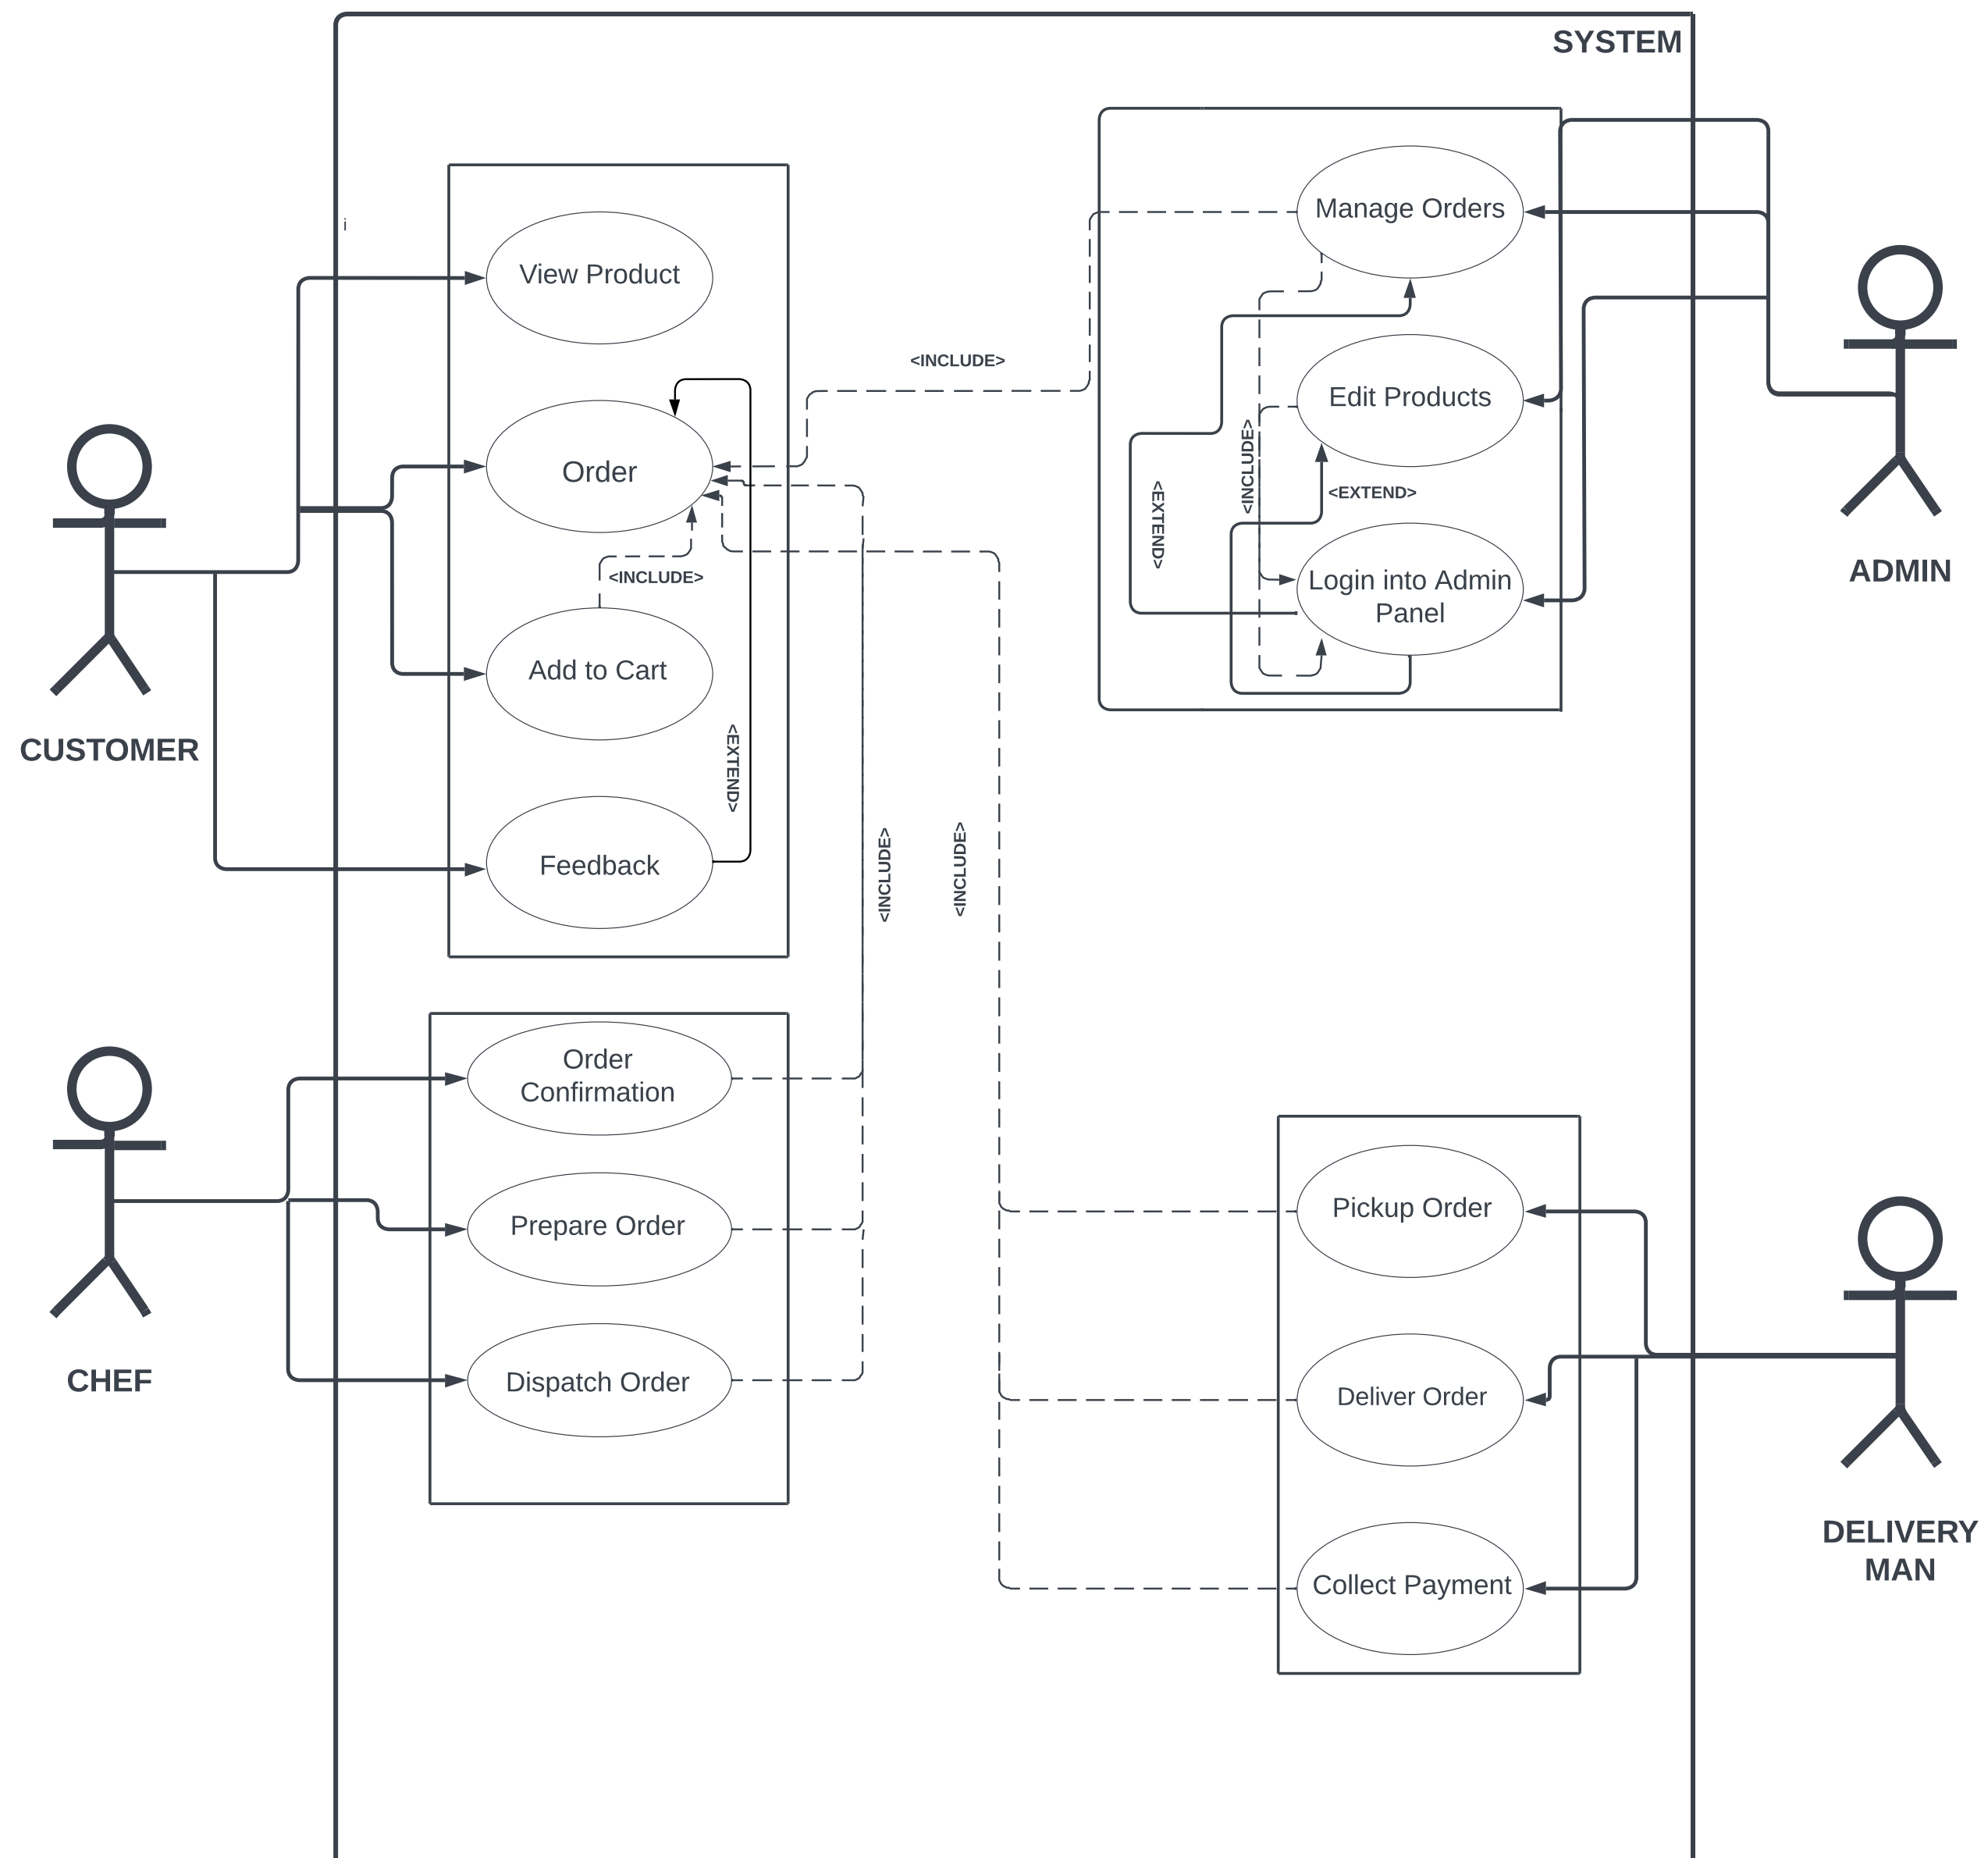 SYSTEM
i
View Product
Order
<INCLUDE>
Add to Cart
<EXTEND>
Feedback
CUSTOMER
<INCLUDE>
Manage Orders
Edit Products
<INCLUDE>
<EXTEND>
<EXTEND>
Login into Admin
Panel
ADMIN
<INCLUDE>
<INCLUDE>
Order
Confirmation
Prepare Order
Dispatch Order
CHEF
Pickup Order
Deliver Order
Collect Payment
DELIVERY
MAN